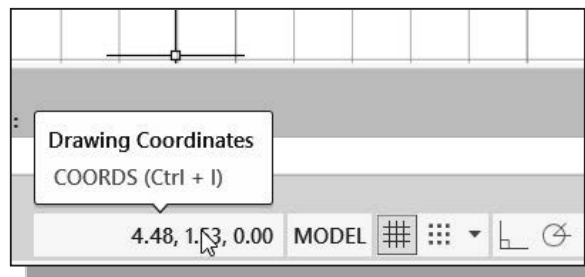 :
Drawing Coordinates
COORDS (Ctrl + I)
4.48, 0.00 MODEL